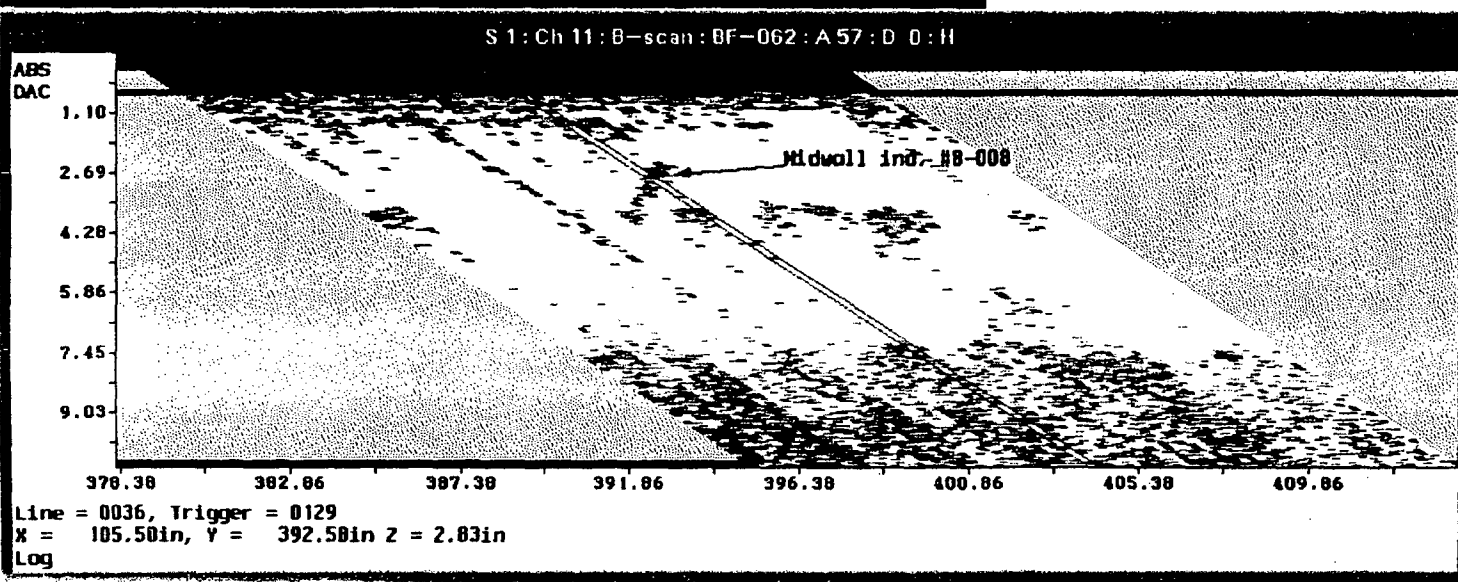 S 1 : Ch 11 : B-scan : BF-062 : A 57 : D 0 : H
ABS
DAC
1.10
Midwall ind. #8-008
2.69
4.28
5.86
7.45
9.03
378.38 382.86 387.38 391.86 396.38 400.86 405.38 409.86
Line = 0036, Trigger = 0129
X = 105.50in, Y = 392.50in Z = 2.83in
Log